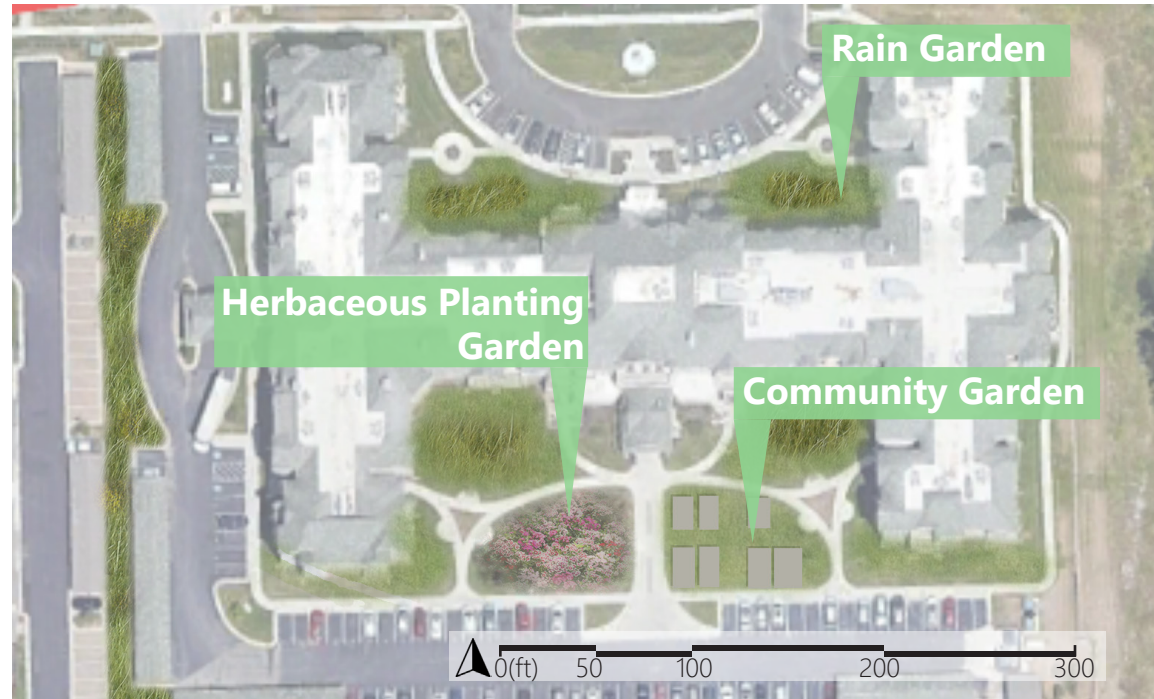 Rain Garden
Herbaceous Planting
Garden
Community Garden
0(ft) 50 100 200 300